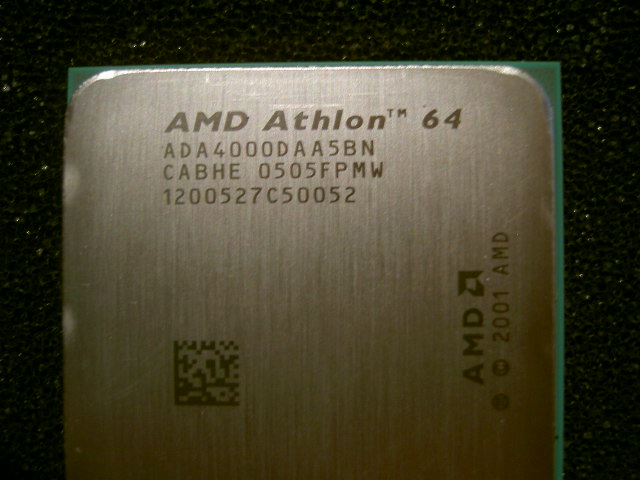 AMD Athlon™ 64
ADA4000DAA5BN
CABHE 0505FPMW
1200527C50052
AMD
© 2001 AMD